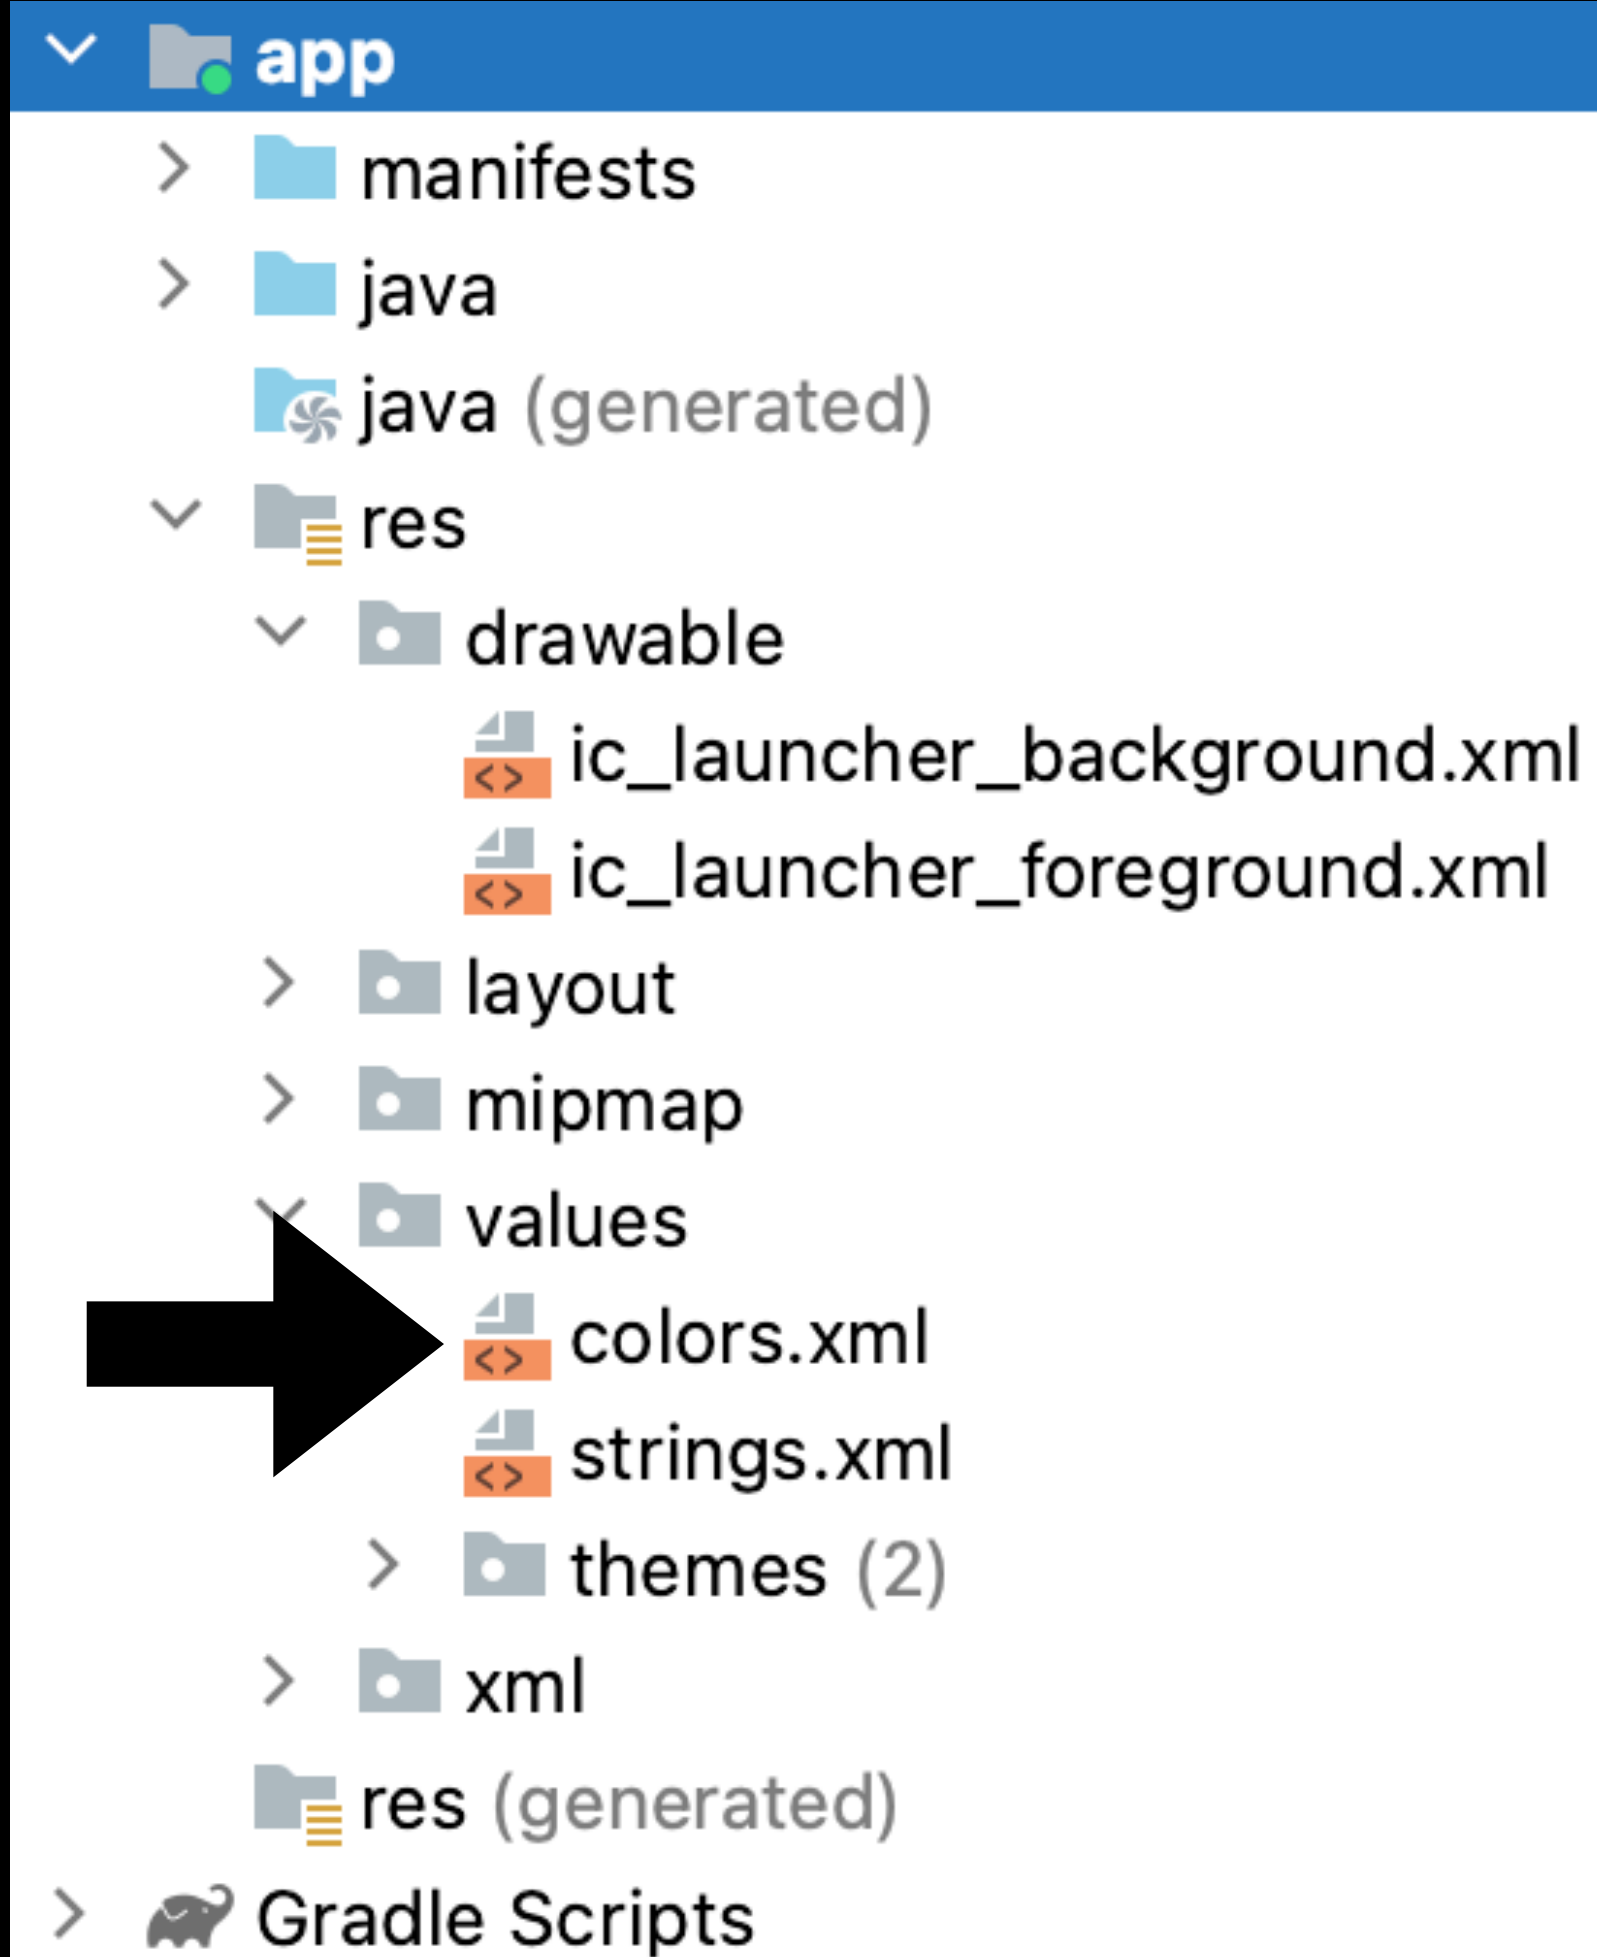 app
manifests
java
java (generated)
res
drawable
ic_launcher_background.xml
ic_launcher_foreground.xml
layout
mipmap
values
colors.xml
strings.xml
themes (2)
xml
res (generated)
Gradle Scripts